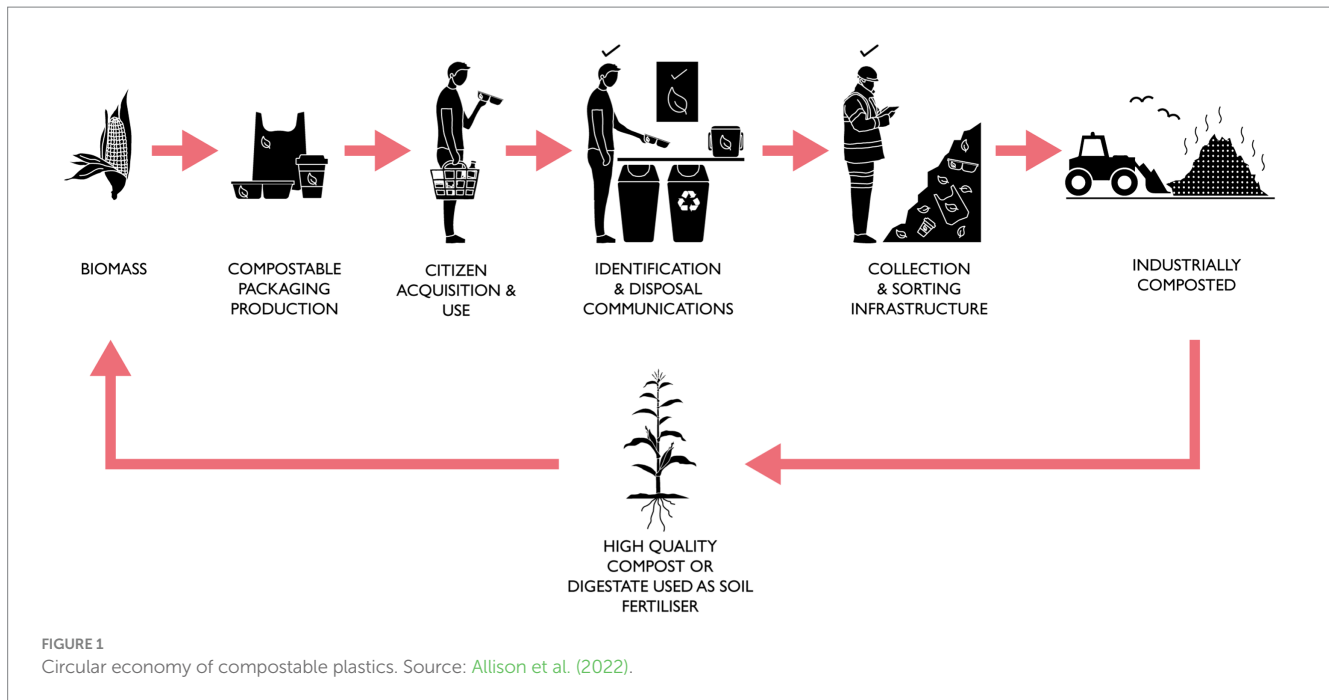 BIOMASS
COMPOSTABLE
PACKAGING
PRODUCTION
CITIZEN
ACQUISITION &
USE
IDENTIFICATION
& DISPOSAL
COMMUNICATIONS
COLLECTION
& SORTING
INFRASTRUCTURE
INDUSTRIALLY
COMPOSTED
HIGH QUALITY
COMPOST OR
DIGESTATE USED AS SOIL
FERTILISER
FIGURE 1
Circular economy of compostable plastics. Source: Allison et al. (2022).